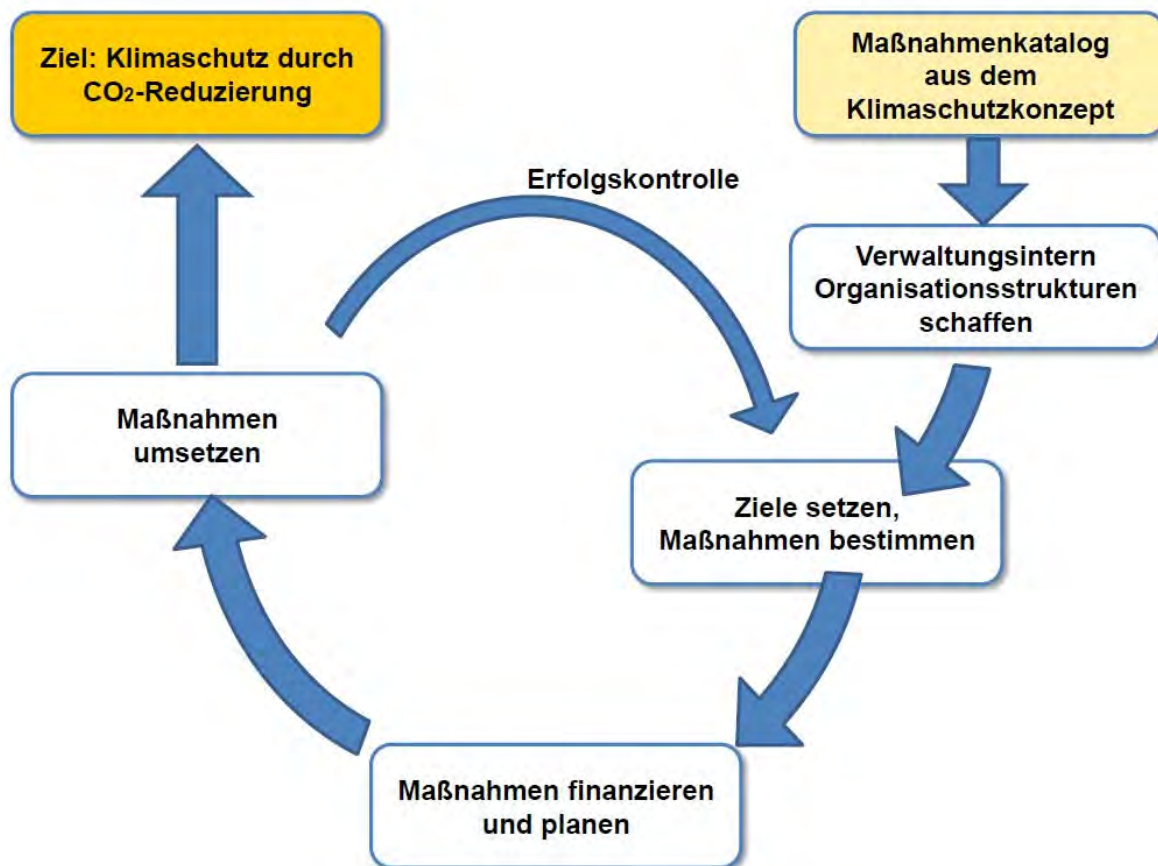 Ziel: Klimaschutz durch
CO₂-Reduzierung
Maßnahmenkatalog
aus dem
Klimaschutzkonzept
Erfolgskontrolle
Verwaltungsintern
Organisationsstrukturen
schaffen
Maßnahmen
umsetzen
Ziele setzen,
Maßnahmen bestimmen
Maßnahmen finanzieren
und planen